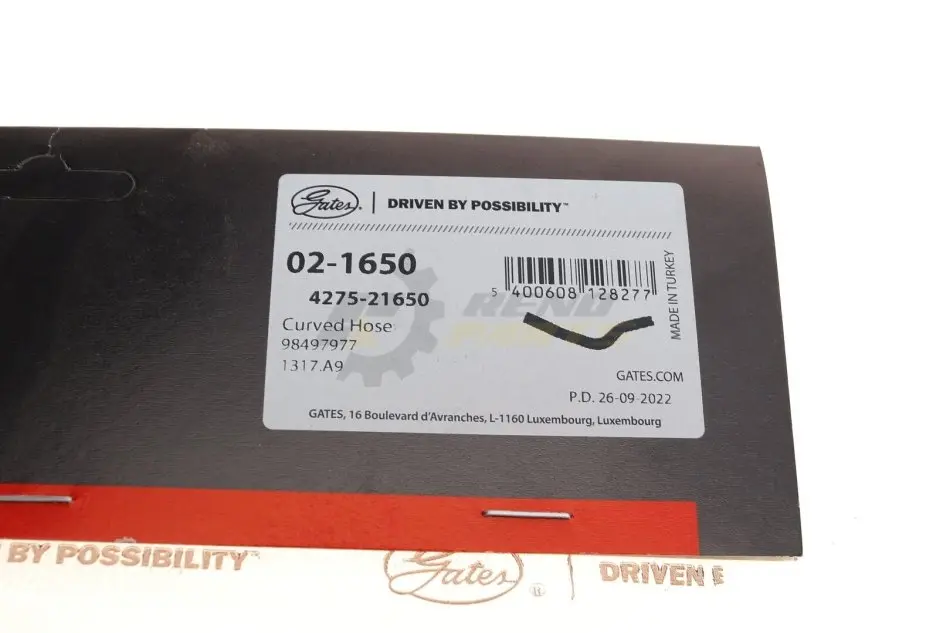 Gates® | DRIVEN BY POSSIBILITY™
02-1650
4275-21650
Curved Hose
98497977
1317.A9
5 400608 128277
MADE IN TURKEY
GATES.COM
P.D. 26-09-2022
GATES, 16 Boulevard d'Avranches, L-1160 Luxembourg, Luxembourg
BY POSSIBILITY™ Gates® | DRIVEN